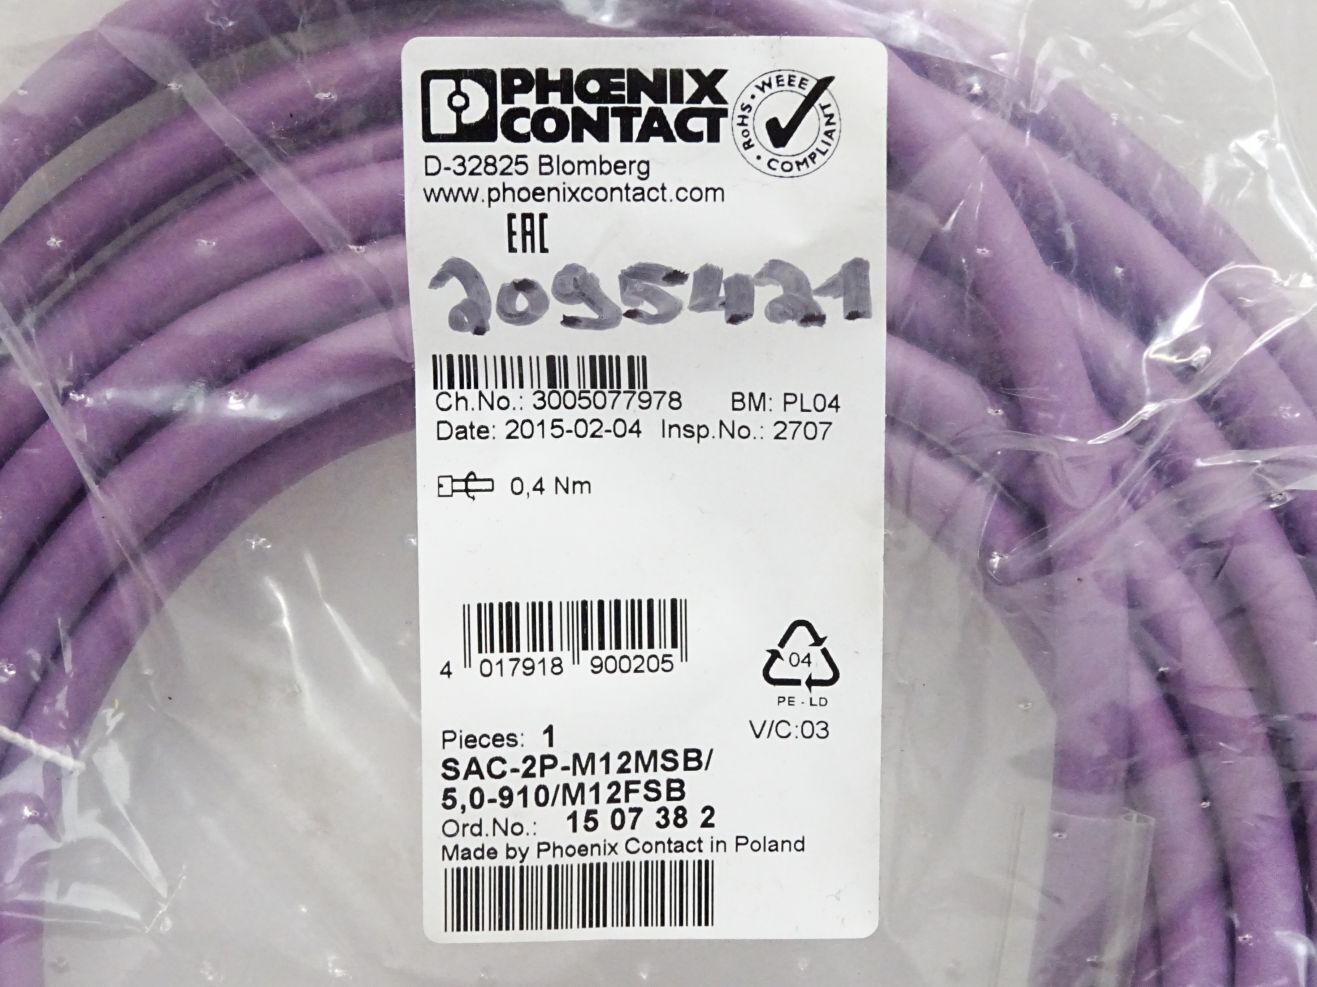 PHŒNIX
CONTACT
RoHS · WEEE · COMPLIANT
D-32825 Blomberg
www.phoenixcontact.com
EAC
2095421
Ch.No.: 3005077978 BM: PL04
Date: 2015-02-04 Insp.No.: 2707
0,4 Nm
4 017918 900205
04
PE - LD
Pieces: 1 V/C:03
SAC-2P-M12MSB/
5,0-910/M12FSB
Ord.No.: 15 07 38 2
Made by Phoenix Contact in Poland